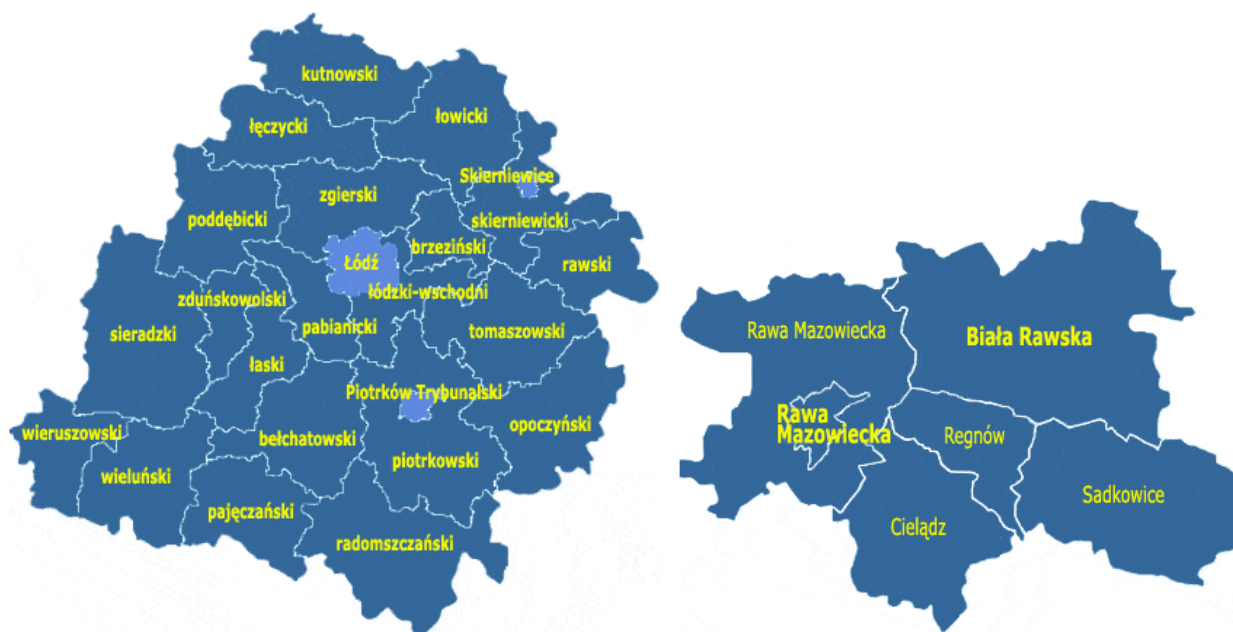 kutnowski
łowicki
łęczycki
Skierniewice
zgierski
poddębicki
skierniewicki
brzeziński
Łódź
rawski
łódzki-wschodni
zduńskowolski
pabianicki
tomaszowski
sieradzki
łaski
Piotrków-Trybunalski
opoczyński
wieruszowski
bełchatowski
piotrkowski
wieluński
pajęczański
radomszczański
Rawa Mazowiecka
Biała Rawska
Rawa
Mazowiecka
Regnów
Sadkowice
Cielądz